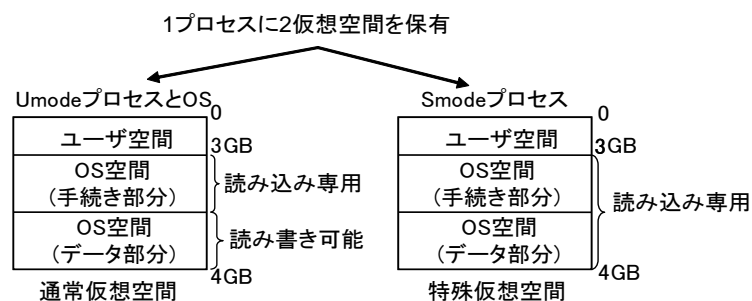 1プロセスに2仮想空間を保有
UmodeプロセスとOS
0
ユーザ空間
3GB
OS空間
(手続き部分)
読み込み専用
OS空間
(データ部分)
読み書き可能
4GB
通常仮想空間
Smodeプロセス
0
ユーザ空間
3GB
OS空間
(手続き部分)
読み込み専用
OS空間
(データ部分)
4GB
特殊仮想空間